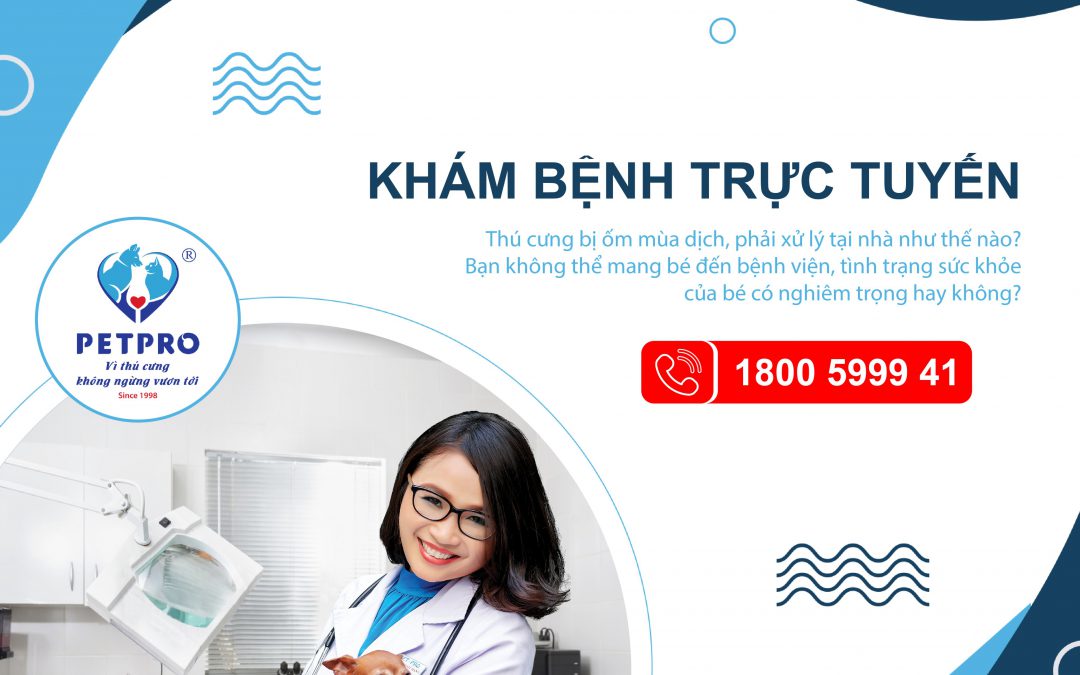 KHÁM BỆNH TRỰC TUYẾN
Thú cưng bị ốm mùa dịch, phải xử lý tại nhà như thế nào?
Bạn không thể mang bé đến bệnh viện, tình trạng sức khỏe
của bé có nghiêm trọng hay không?
1800 5999 41
®
PETPRO
Vì thú cưng
không ngừng vươn tới
Since 1998